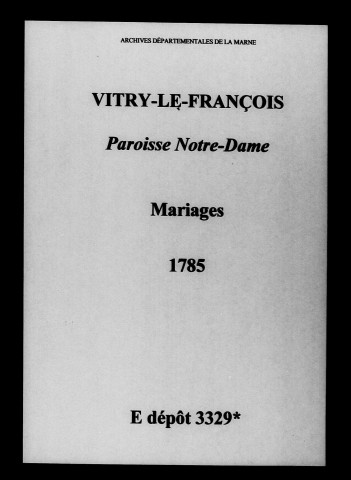 ARCHIVES DÉPARTEMENTALES DE LA MARNE
VITRY-LE-FRANÇOIS
Paroisse Notre-Dame
Mariages
1785
E dépôt 3329*